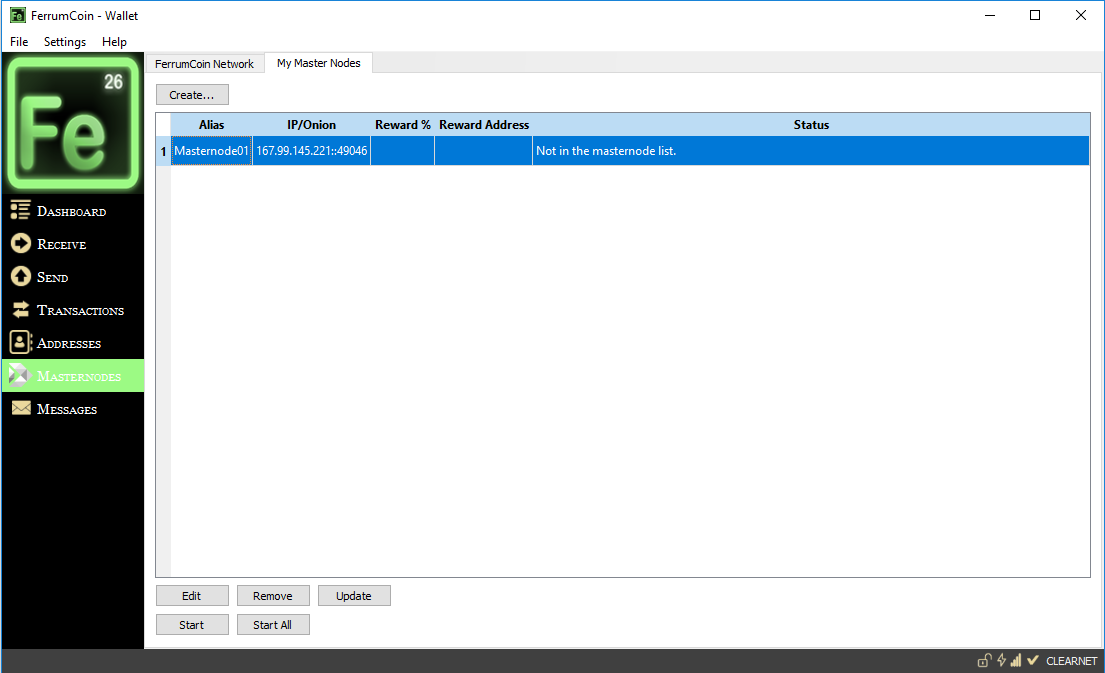 FerrumCoin - Wallet
File Settings Help
26
Fe
FerrumCoin Network My Master Nodes
Create...
Alias IP/Onion Reward % Reward Address Status
1 Masternode01 167.99.145.221::49046 Not in the masternode list.
Dashboard
Receive
Send
Transactions
Addresses
Masternodes
Messages
Edit Remove Update
Start Start All
CLEARNET